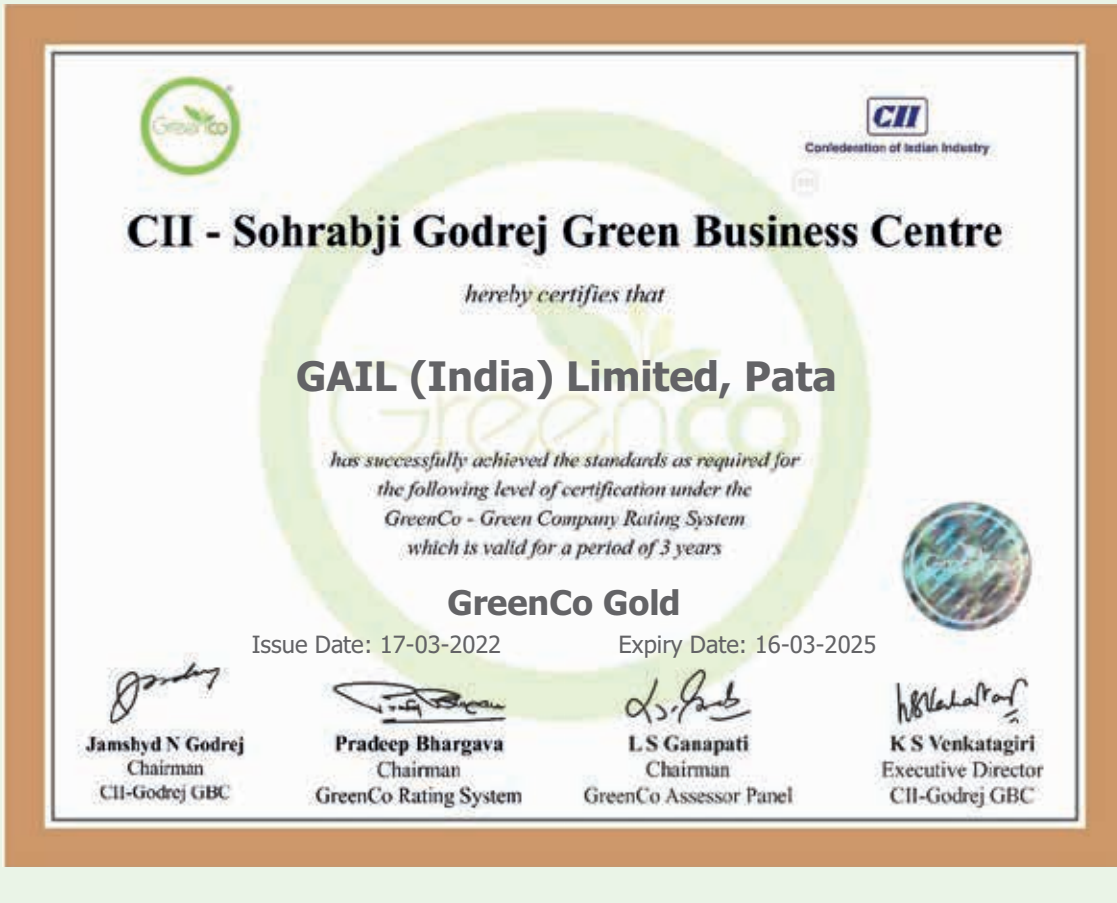 GreenCo
CII
Confederation of Indian Industry
CII - Sohrabji Godrej Green Business Centre
hereby certifies that
GAIL (India) Limited, Pata
Greenco
has successfully achieved the standards as required for
the following level of certification under the
GreenCo - Green Company Rating System
which is valid for a period of 3 years
GreenCo Gold
Issue Date: 17-03-2022 Expiry Date: 16-03-2025
Jamshyd N Godrej Pradeep Bhargava L S Ganapati K S Venkatagiri
Chairman Chairman Chairman Executive Director
CII-Godrej GBC GreenCo Rating System GreenCo Assessor Panel CII-Godrej GBC